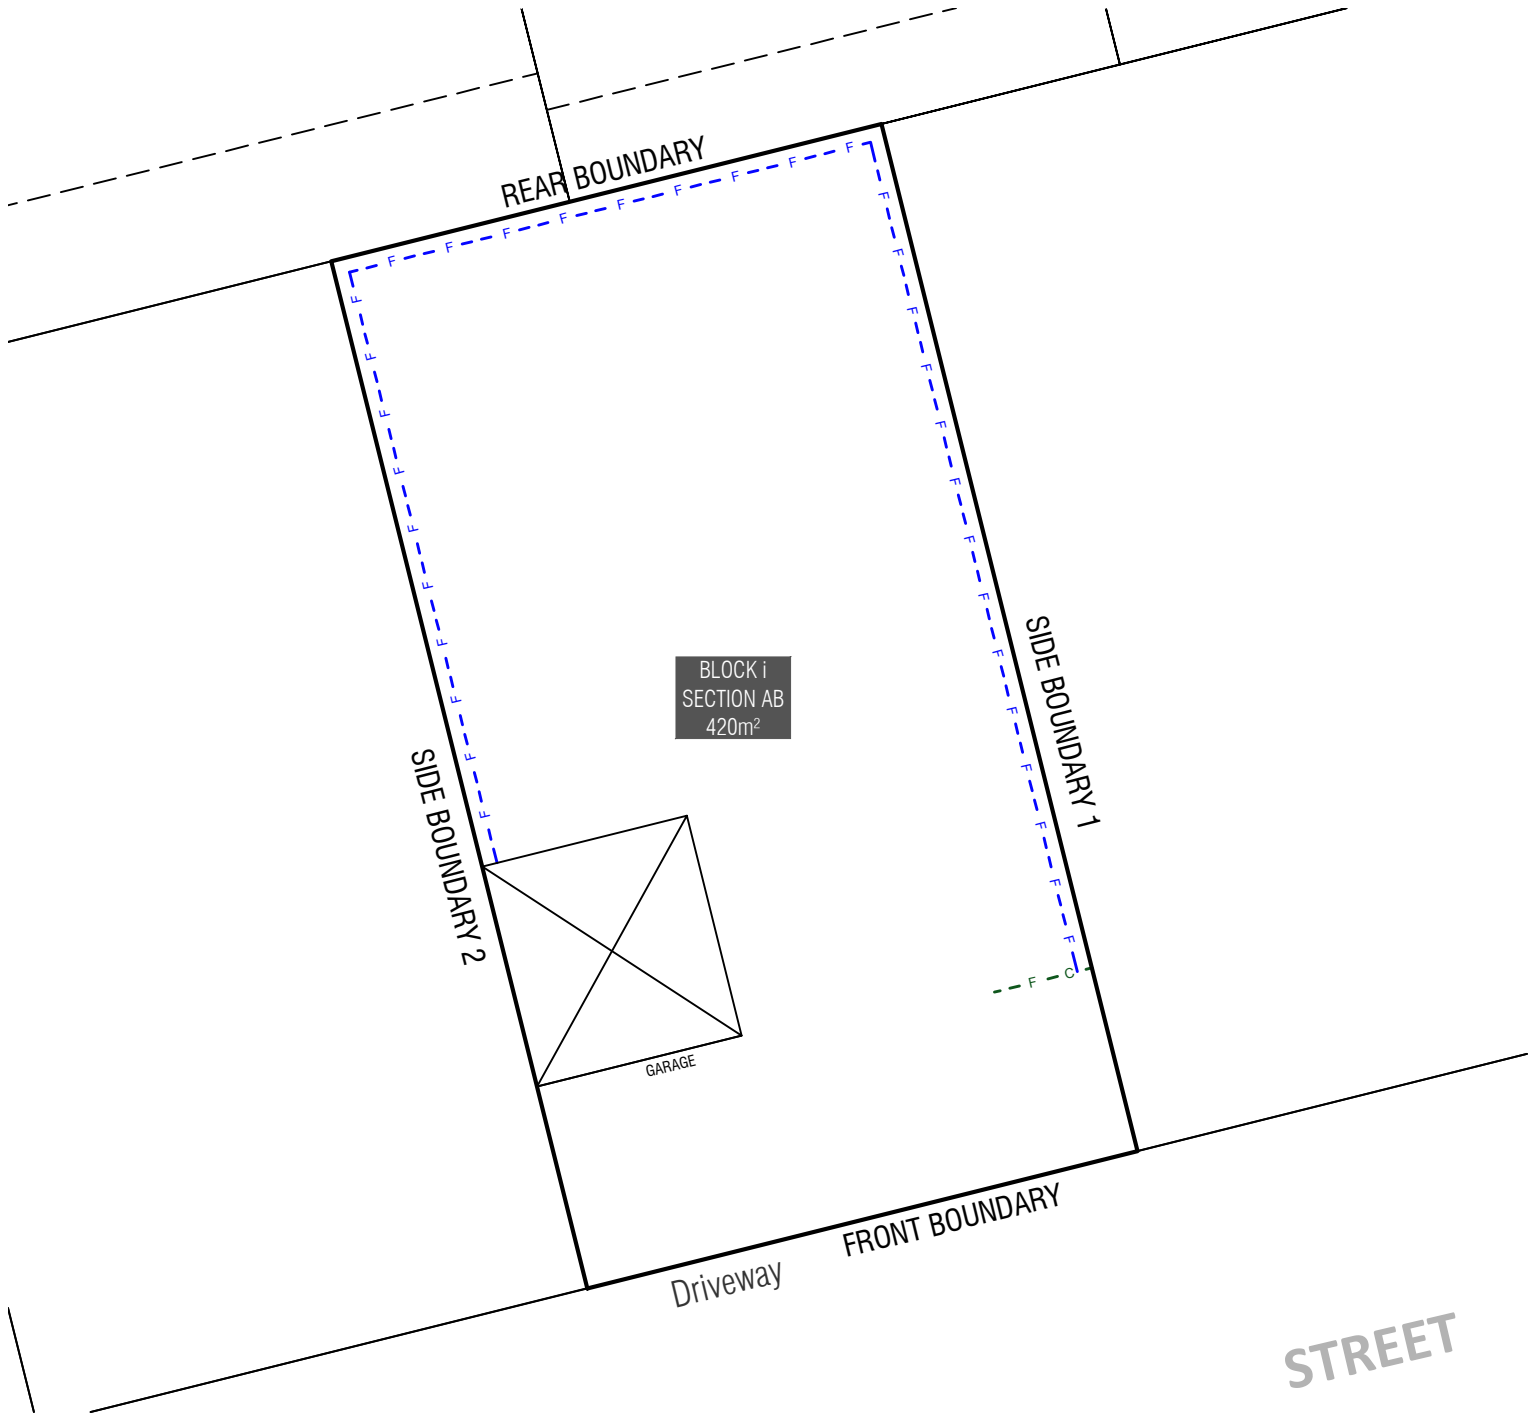 REAR BOUNDARY
F F F F F F F F F
F F F F F F F F F F
F F F F F F F F F F F F F F
BLOCK i
SECTION AB
420m²
SIDE BOUNDARY 1
SIDE BOUNDARY 2
F C
GARAGE
FRONT BOUNDARY
Driveway
STREET